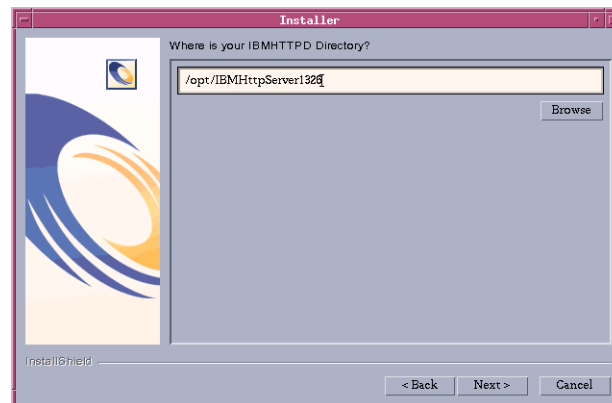 Installer
Where is your IBMHTTPD Directory?
/opt/IBMHttpServer1326
Browse
InstallShield
< Back
Next >
Cancel